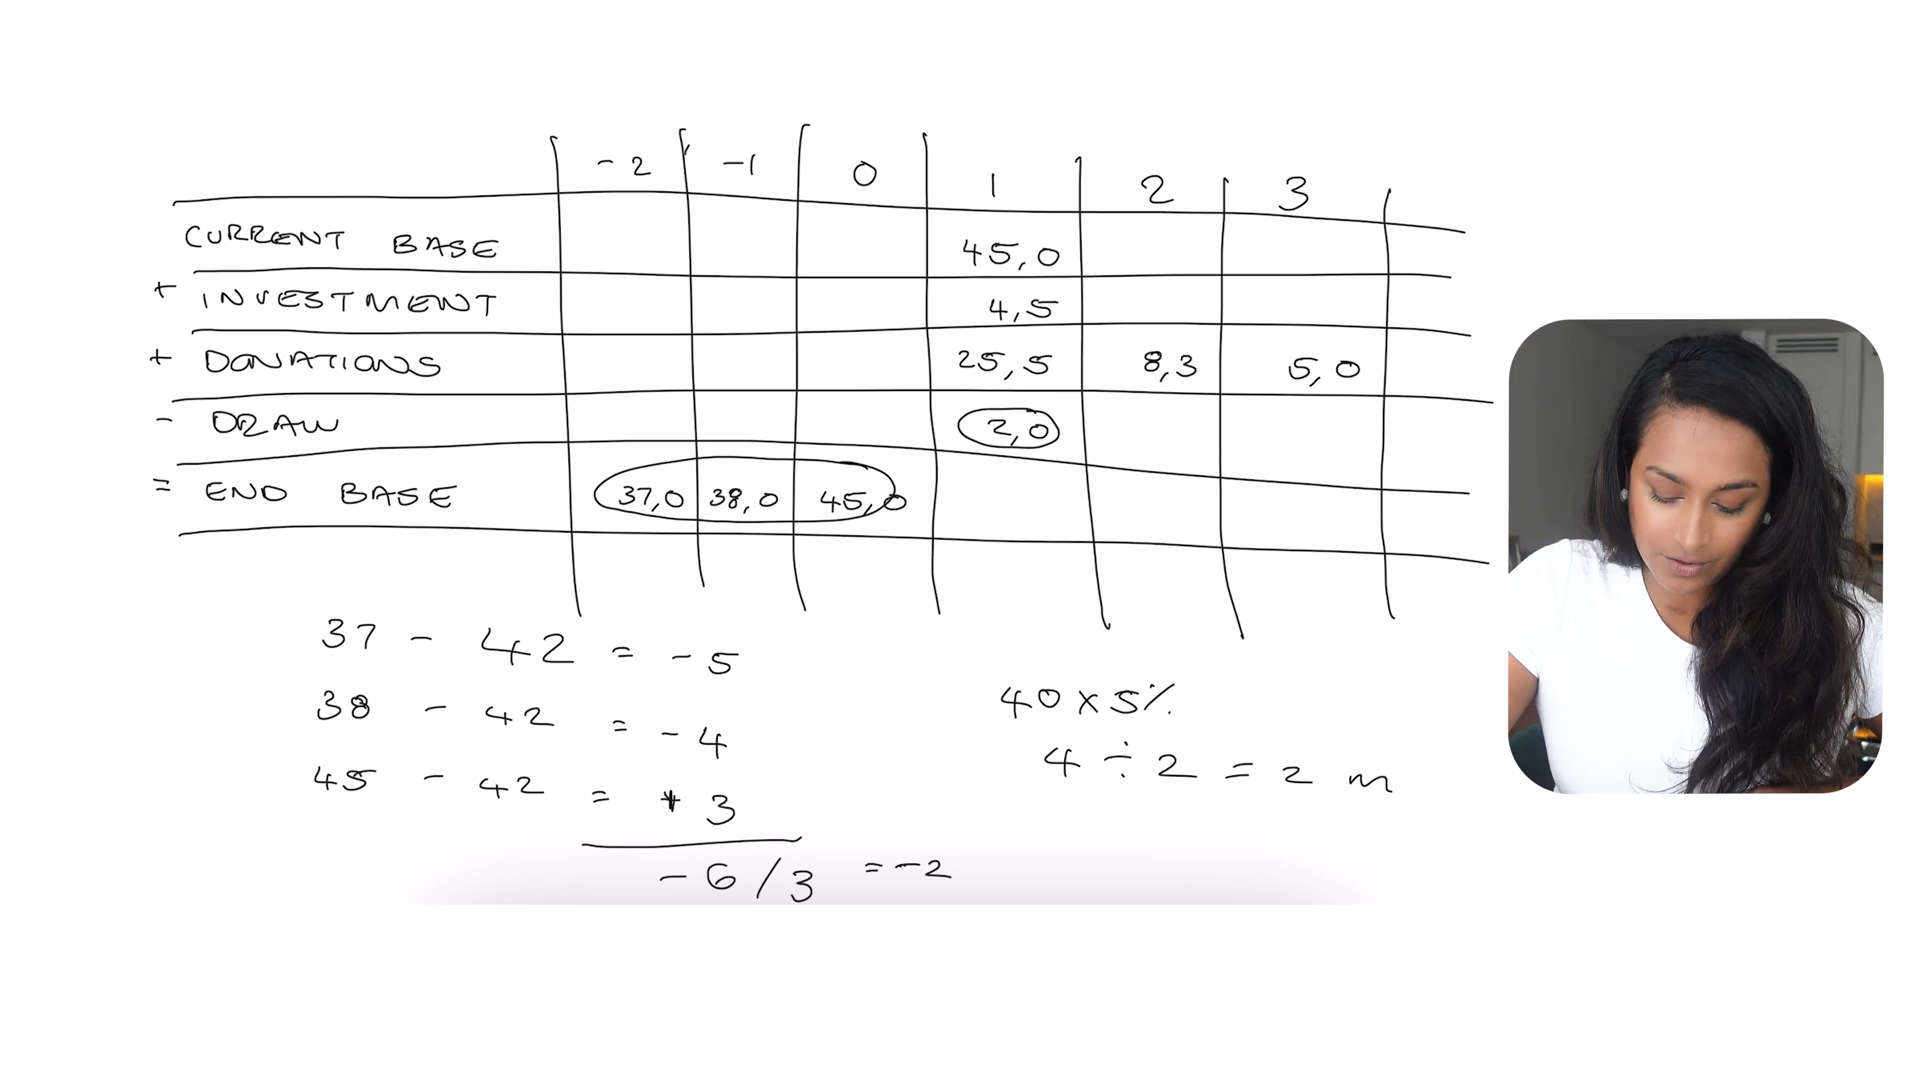 -2 -1 0 1 2 3
CURRENT BASE 45,0
+ INVESTMENT 4,5
+ DONATIONS 25,5 8,3 5,0
- DRAW 2,0
= END BASE 37,0 38,0 45,0
37 - 42 = -5
38 - 42 = -4
45 - 42 = +3
-6/3 = -2
40 x 5%
4 ÷ 2 = 2 m